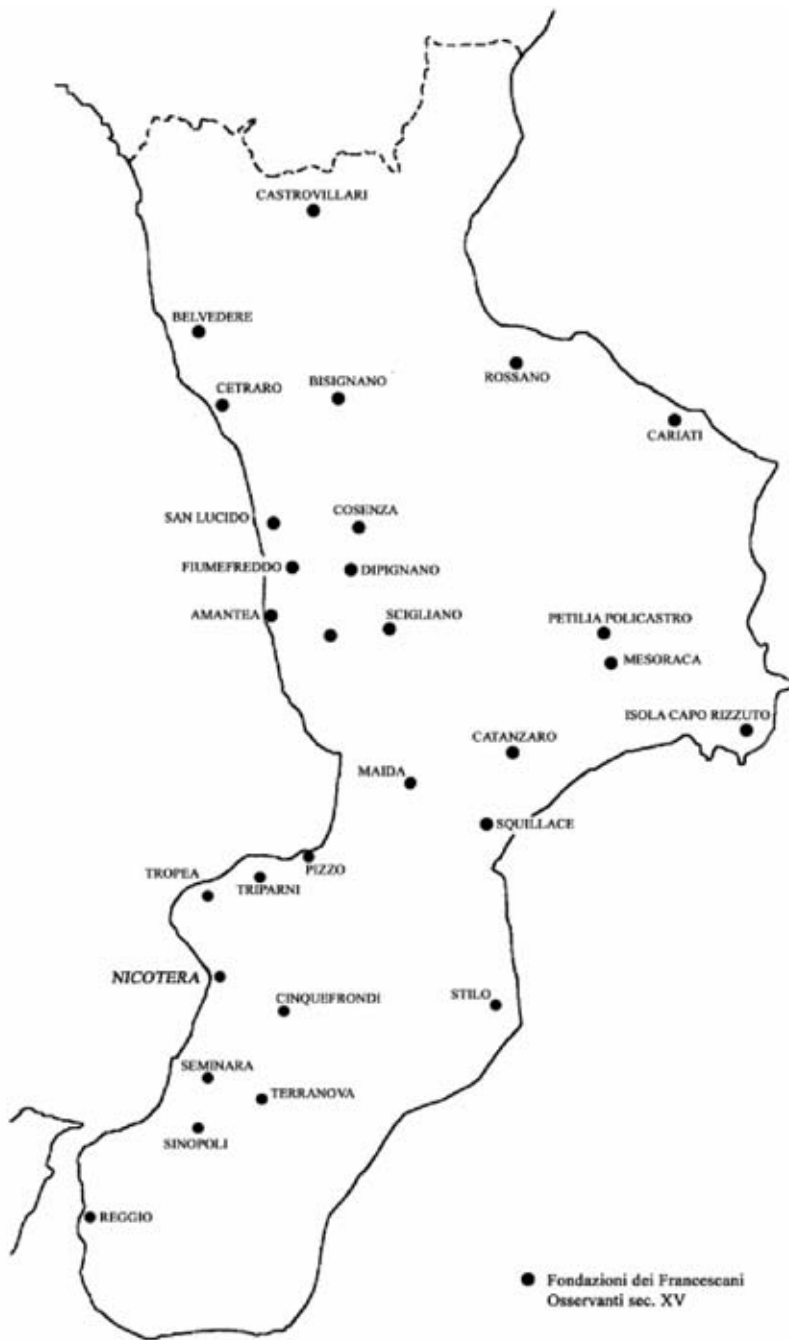 CASTROVILLARI
BELVEDERE
ROSSANO
BISIGNANO
CETRARO
CARIATI
COSENZA
SAN LUCIDO
FIUMEFREDDO
DIPIGNANO
AMANTEA
SCIGLIANO
PETILIA POLICASTRO
MESORACA
ISOLA CAPO RIZZUTO
CATANZARO
MAIDA
SQUILLACE
PIZZO
TROPEA
TRIPARNI
NICOTERA
CINQUEFRONDI
STILO
SEMINARA
TERRANOVA
SINOPOLI
REGGIO
Fondazioni dei Francescani
Osservanti sec. XV